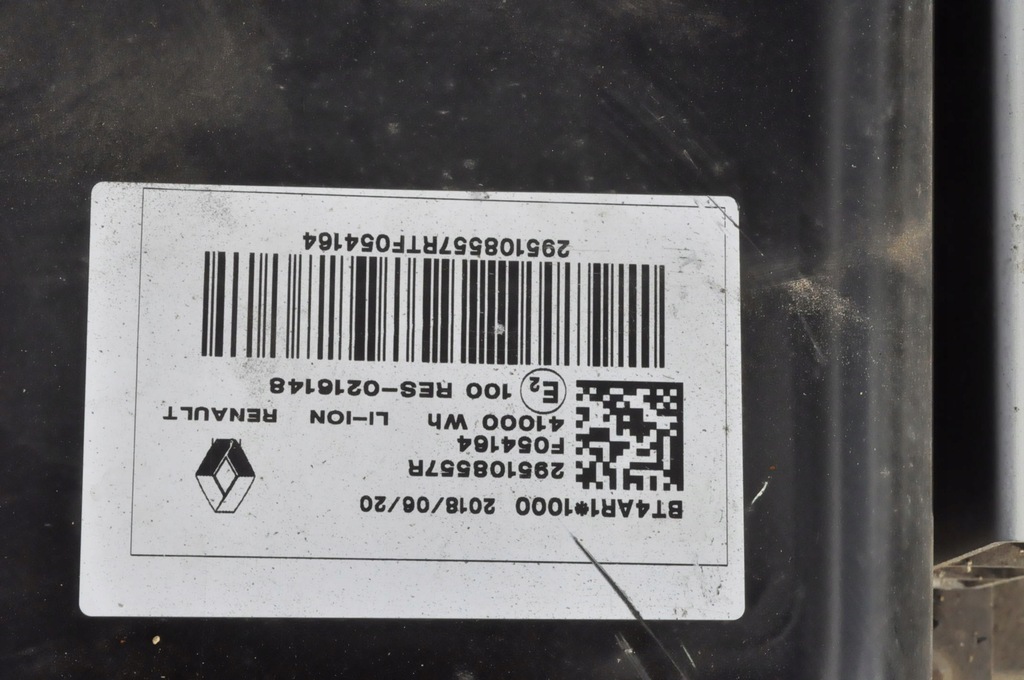 BT4AR1*1000 2018/06/20
295108557R
F054164
41000 Wh LI-ION RENAULT
E2 100 RES-0216148
295108557RTF054164